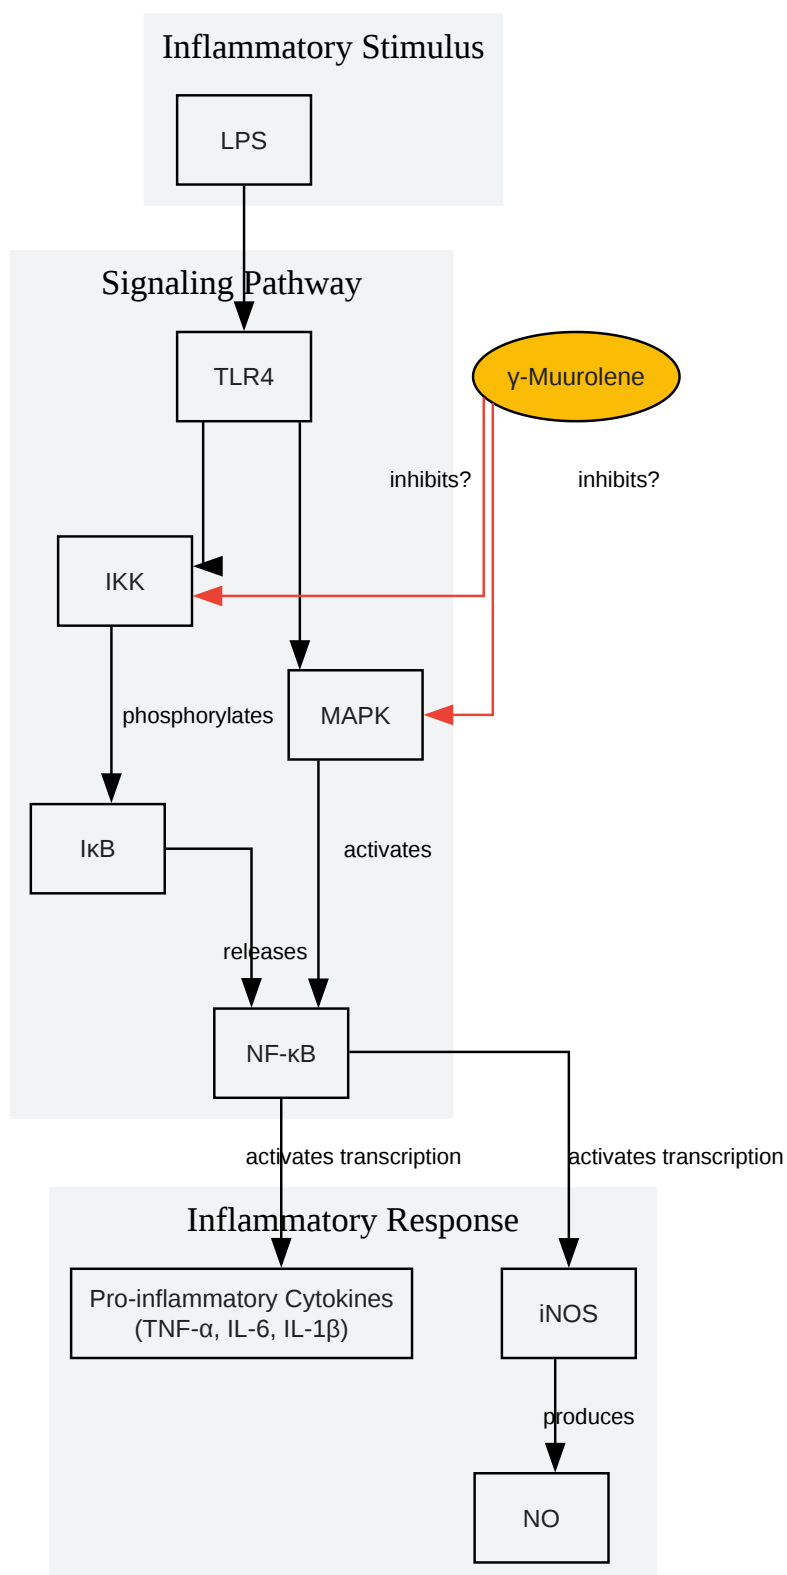 Inflammatory Stimulus
LPS
Signaling Pathway
TLR4
γ-Muurolene
inhibits?
inhibits?
IKK
phosphorylates
MAPK
IκB
activates
releases
NF-κB
activates transcription
activates transcription
Inflammatory Response
Pro-inflammatory Cytokines
(TNF-α, IL-6, IL-1β)
iNOS
produces
NO